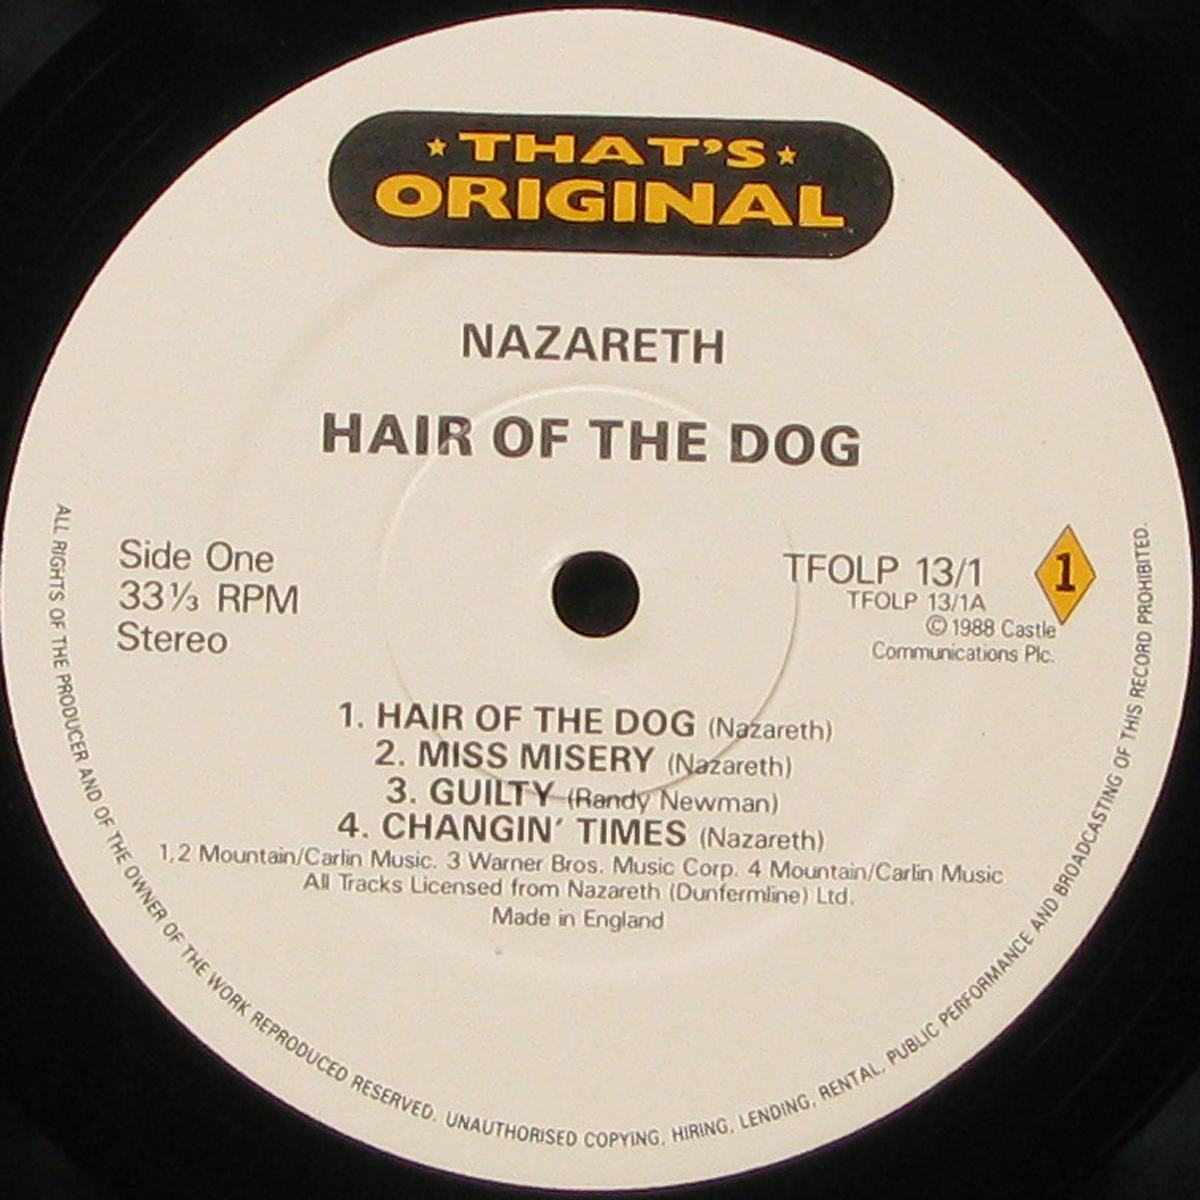 THAT'S
ORIGINAL
NAZARETH
HAIR OF THE DOG
Side One
33⅓ RPM
Stereo
TFOLP 13/1
TFOLP 13/1A
© 1988 Castle
Communications Plc.
1
1. HAIR OF THE DOG (Nazareth)
2. MISS MISERY (Nazareth)
3. GUILTY (Randy Newman)
4. CHANGIN' TIMES (Nazareth)
1,2 Mountain/Carlin Music. 3 Warner Bros. Music Corp. 4 Mountain/Carlin Music
All Tracks Licensed from Nazareth (Dunfermline) Ltd.
Made in England
ALL RIGHTS OF THE PRODUCER AND OF THE OWNER OF THE WORK REPRODUCED RESERVED. UNAUTHORISED COPYING, HIRING, LENDING, RENTAL, PUBLIC PERFORMANCE AND BROADCASTING OF THIS RECORD PROHIBITED.